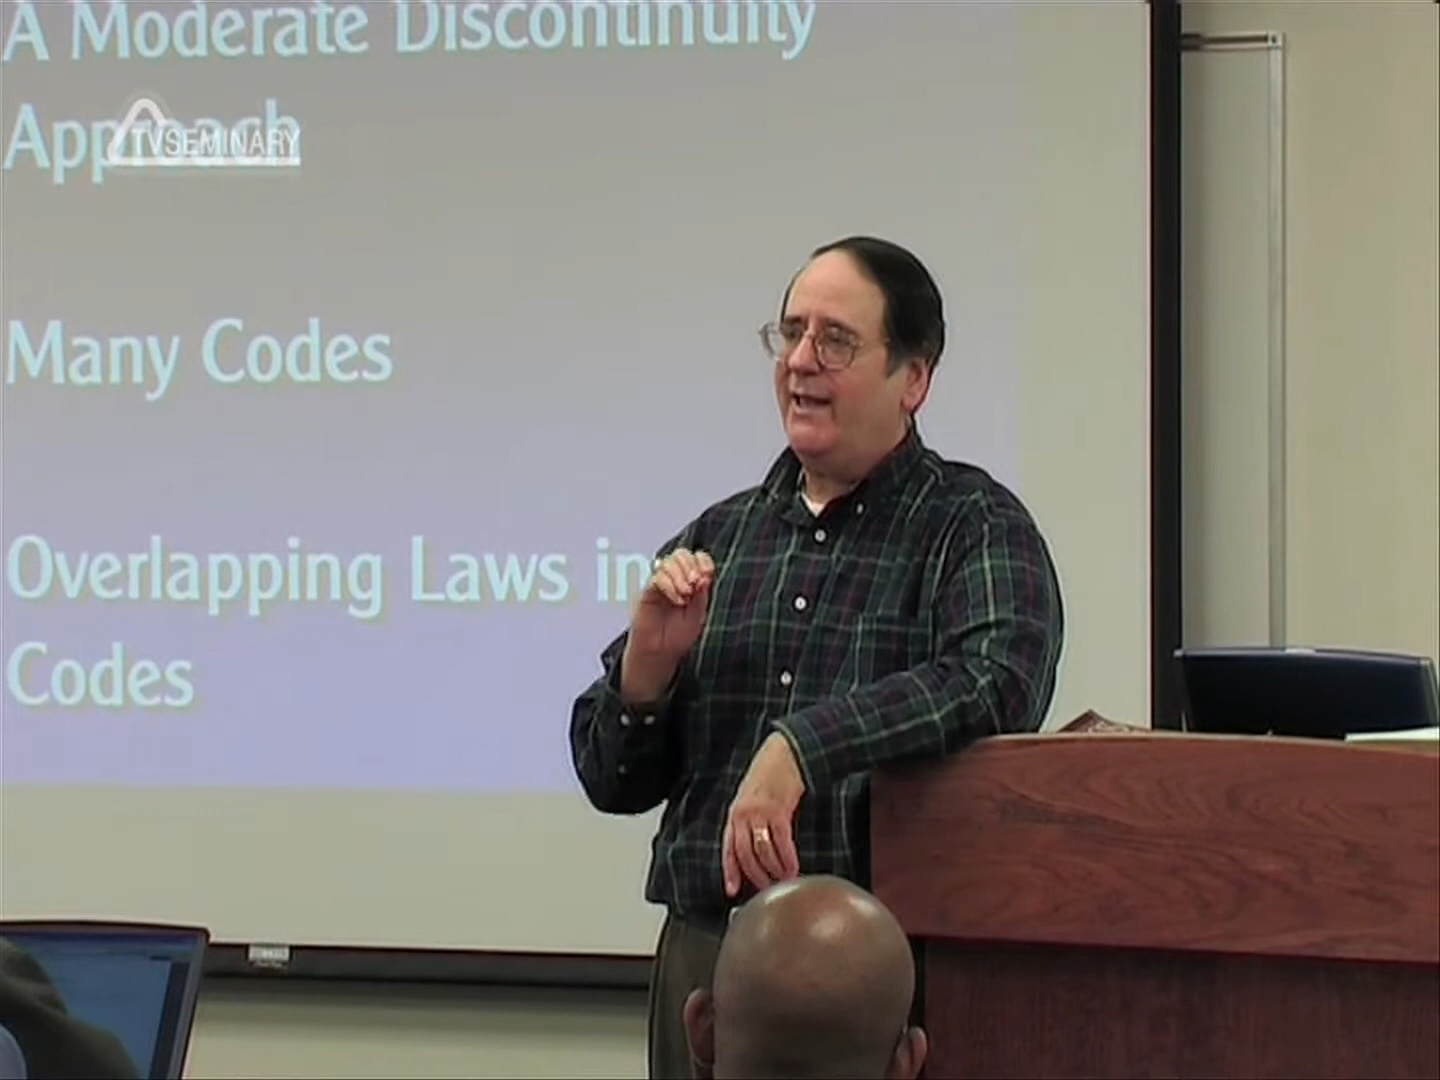 A Moderate Discontinuity
Approach
TVSEMINARY
Many Codes
Overlapping Laws in
Codes